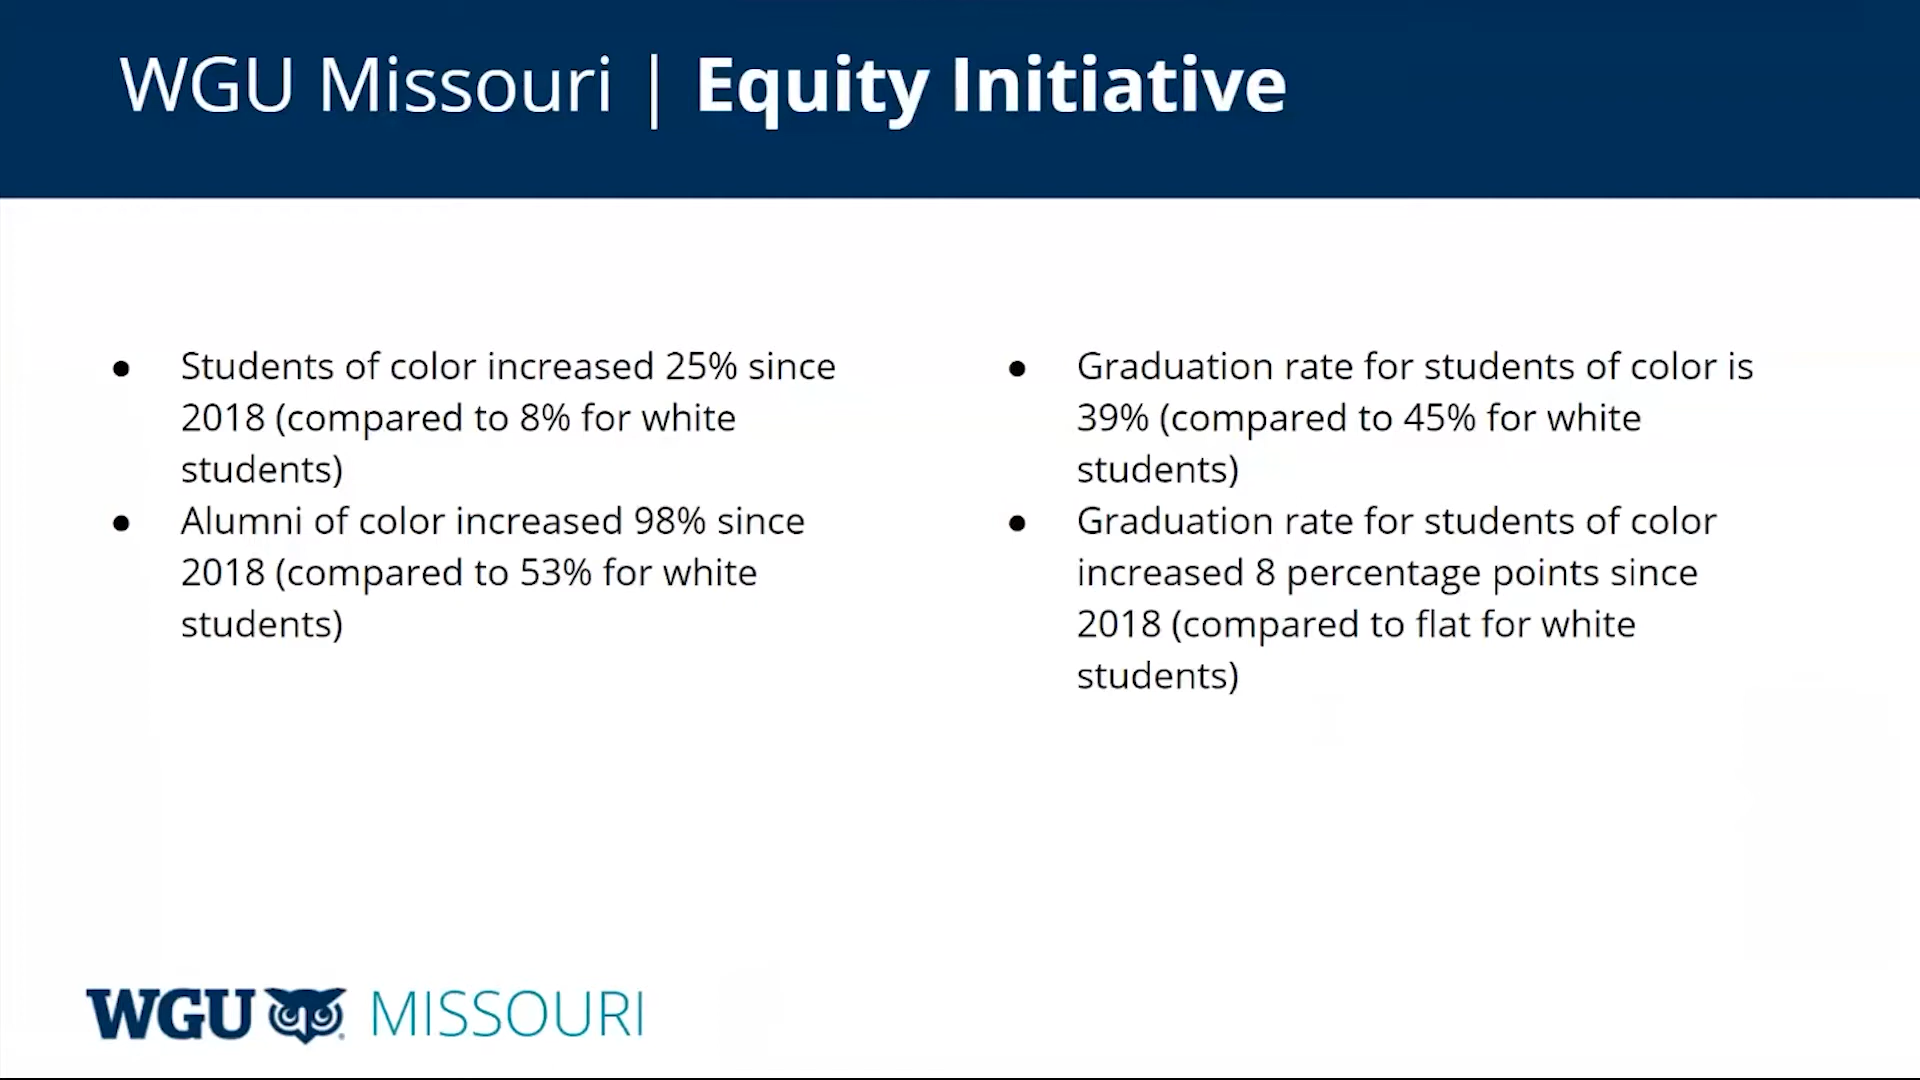 WGU Missouri | Equity Initiative
● Students of color increased 25% since
2018 (compared to 8% for white
students)
● Alumni of color increased 98% since
2018 (compared to 53% for white
students)
● Graduation rate for students of color is
39% (compared to 45% for white
students)
● Graduation rate for students of color
increased 8 percentage points since
2018 (compared to flat for white
students)
WGU MISSOURI